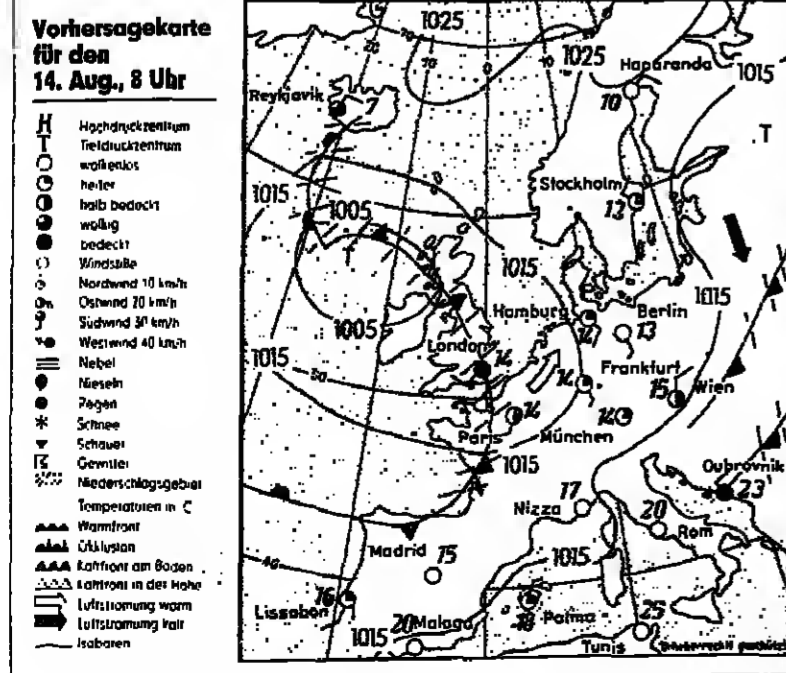 Vorhersagekarte
für den
14. Aug., 8 Uhr
H Hochdruckzentrum
T Tiefdruckzentrum
wolkenlos
heiter
halb bedeckt
wolkig
bedeckt
Windstille
Nordwind 10 km/h
Ostwind 20 km/h
Südwind 30 km/h
Westwind 40 km/h
Nebel
Nieseln
Regen
Schnee
Schauer
Gewitter
Niederschlagsgebiet
Temperaturen in °C
Warmfront
Okklusion
Kaltfront am Boden
Kaltfront in der Höhe
Luftströmung warm
Luftströmung kalt
Isobaren
1025
1025
1015
Haparanda
10
Reykjavik
7
T
Stockholm
13
1015
1005
1015
1015
Hamburg
14
Berlin
13
1005
London
14
1015
Frankfurt
14
15
Wien
Paris
14
München
14
1015
Dubrovnik
23
Nizza
17
20
Rom
Madrid
15
1015
Lissabon
16
Palma
18
25
1015
20
Malaga
Tunis